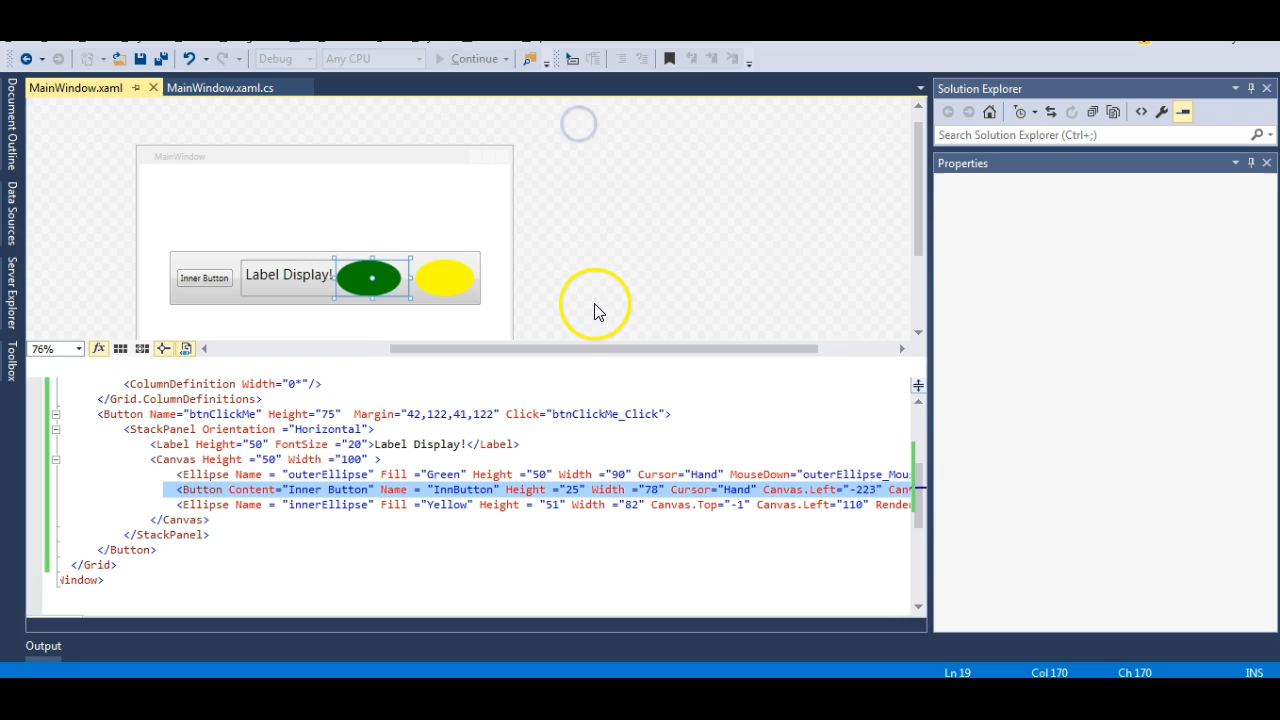 Debug
Any CPU
Continue
MainWindow.xaml
MainWindow.xaml.cs
Solution Explorer
Search Solution Explorer (Ctrl+;)
Properties
Document Outline
Data Sources
Server Explorer
Toolbox
MainWindow
Inner Button
Label Display!
76%
fx
<ColumnDefinition Width="0*"/>
</Grid.ColumnDefinitions>
<Button Name="btnClickMe" Height="75"  Margin="42,122,41,122" Click="btnClickMe_Click">
<StackPanel Orientation ="Horizontal">
<Label Height="50" FontSize ="20">Label Display!</Label>
<Canvas Height ="50" Width ="100" >
<Ellipse Name = "outerEllipse" Fill ="Green" Height ="50" Width ="90" Cursor="Hand" MouseDown="outerEllipse_Mou
<Button Content="Inner Button" Name = "InnButton" Height ="25" Width ="78" Cursor="Hand" Canvas.Left="-223" Can
<Ellipse Name = "innerEllipse" Fill ="Yellow" Height = "51" Width ="82" Canvas.Top="-1" Canvas.Left="110" Rende
</Canvas>
</StackPanel>
</Button>
</Grid>
Window>
Output
Ln 19
Col 170
Ch 170
INS